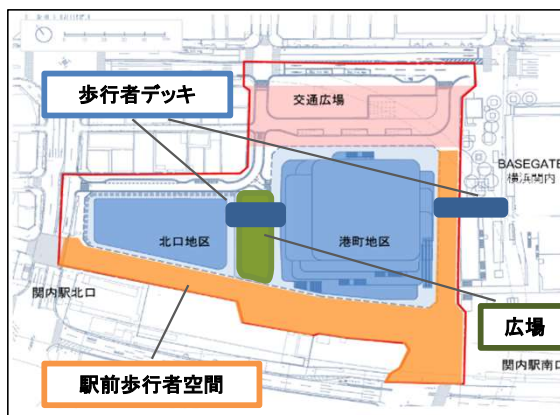 歩行者デッキ
交通広場
BASEGATE
横浜関内
北口地区
港町地区
関内駅北口
広場
関内駅南口
駅前歩行者空間